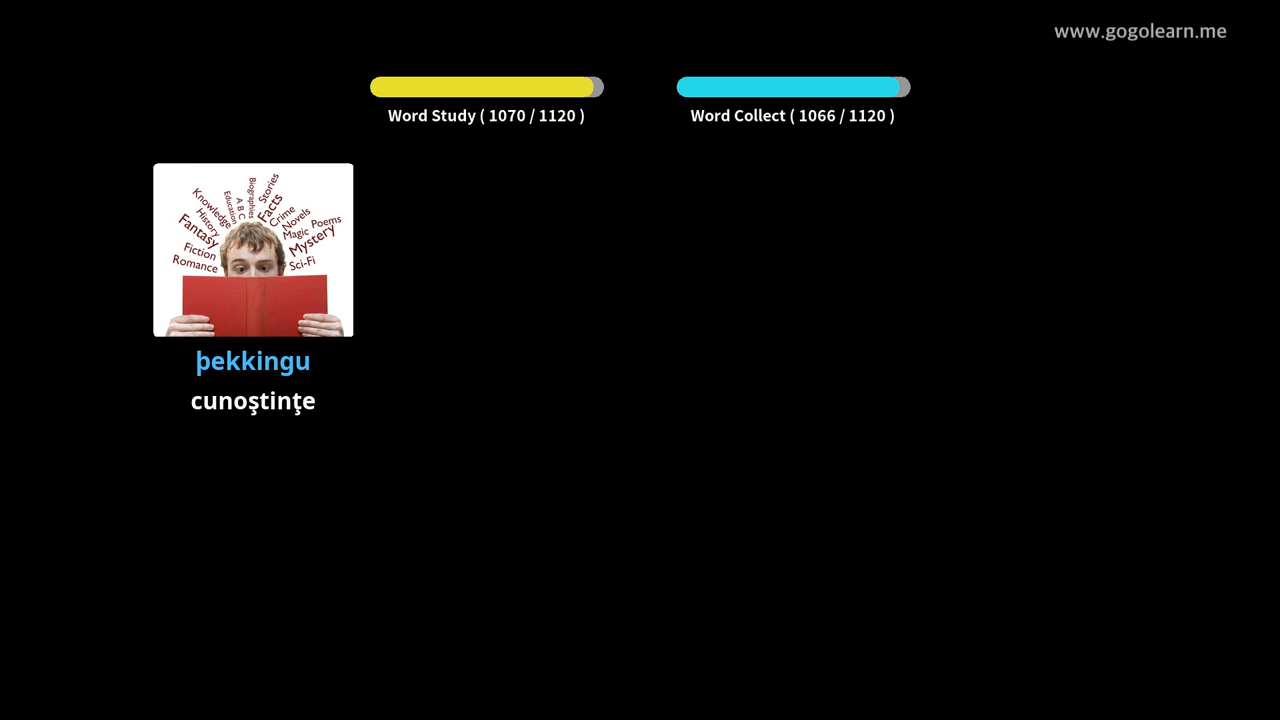 www.gogolearn.me
Word Study ( 1070 / 1120 )
Word Collect ( 1066 / 1120 )
Romance
Fiction
Fantasy
History
Knowledge
Education
A B C
Biographies
Stories
Facts
Crime
Novels
Magic
Poems
Mystery
Sci-Fi
þekkingu
cunoştinţe